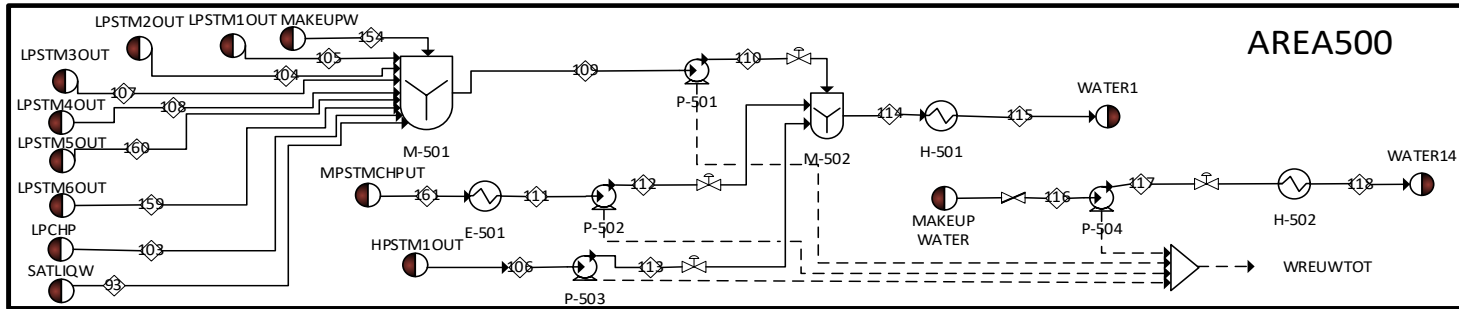 AREA500
LPSTM2OUT
LPSTM1OUT
MAKEUPW
154
105
104
LPSTM3OUT
107
108
LPSTM4OUT
160
LPSTM5OUT
LPSTM6OUT
159
LPCHP
103
SATLIQW
93
M-501
109
110
P-501
MPSTMCHPUT
161
E-501
111
112
P-502
HPSTM1OUT
106
113
P-503
M-502
114
H-501
115
WATER1
MAKEUP
WATER
116
117
P-504
H-502
118
WATER14
WREUWTOT